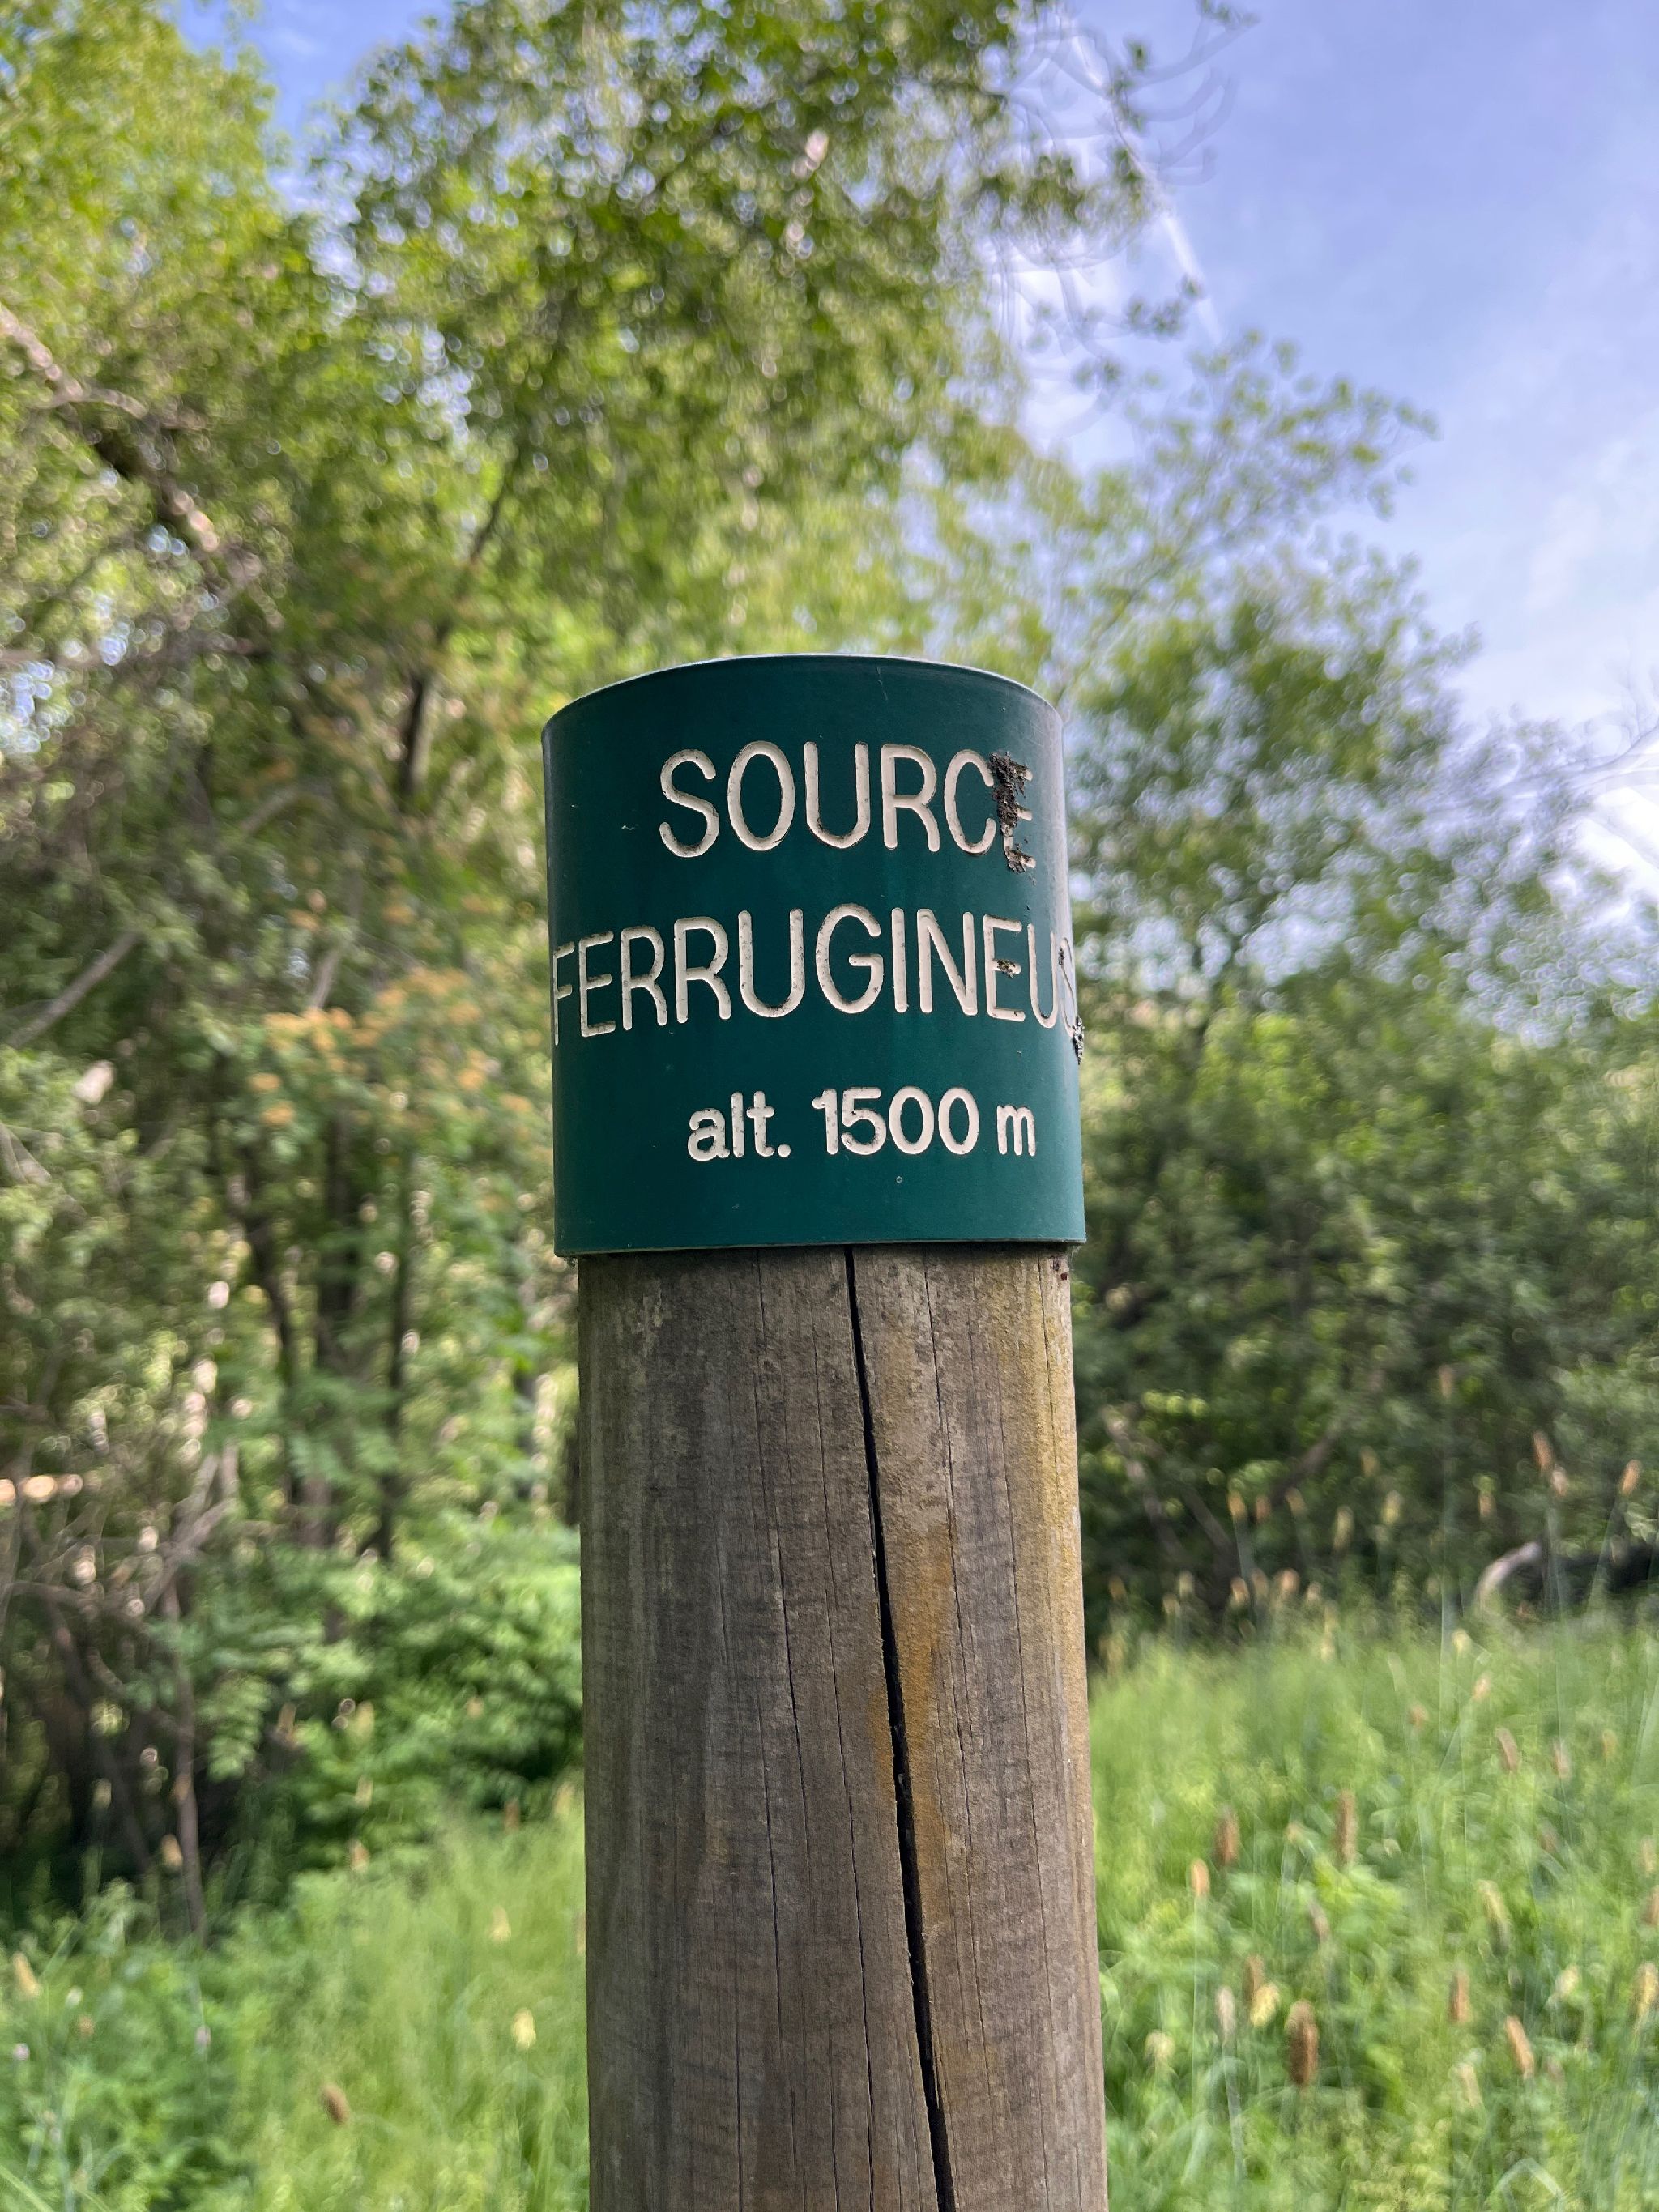 SOURCE
FERRUGINEUS
alt. 1500 m